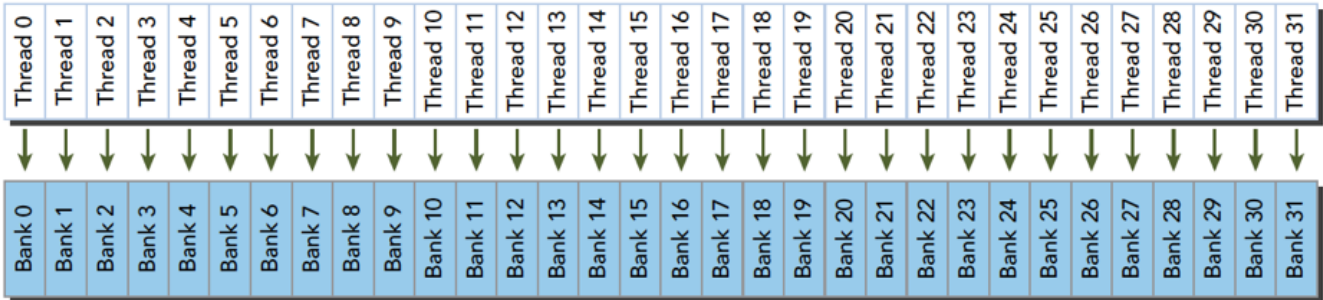 Thread 0
Thread 1
Thread 2
Thread 3
Thread 4
Thread 5
Thread 6
Thread 7
Thread 8
Thread 9
Thread 10
Thread 11
Thread 12
Thread 13
Thread 14
Thread 15
Thread 16
Thread 17
Thread 18
Thread 19
Thread 20
Thread 21
Thread 22
Thread 23
Thread 24
Thread 25
Thread 26
Thread 27
Thread 28
Thread 29
Thread 30
Thread 31
Bank 0
Bank 1
Bank 2
Bank 3
Bank 4
Bank 5
Bank 6
Bank 7
Bank 8
Bank 9
Bank 10
Bank 11
Bank 12
Bank 13
Bank 14
Bank 15
Bank 16
Bank 17
Bank 18
Bank 19
Bank 20
Bank 21
Bank 22
Bank 23
Bank 24
Bank 25
Bank 26
Bank 27
Bank 28
Bank 29
Bank 30
Bank 31